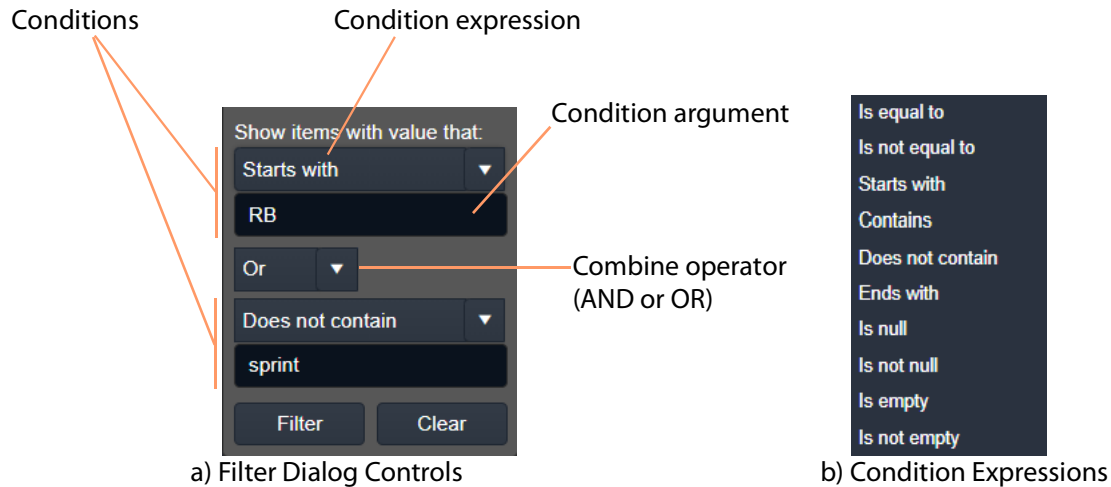 Conditions
Condition expression
Condition argument
Show items with value that:
Starts with
RB
Or
Combine operator
(AND or OR)
Does not contain
sprint
Filter
Clear
a) Filter Dialog Controls
Is equal to
Is not equal to
Starts with
Contains
Does not contain
Ends with
Is null
Is not null
Is empty
Is not empty
b) Condition Expressions